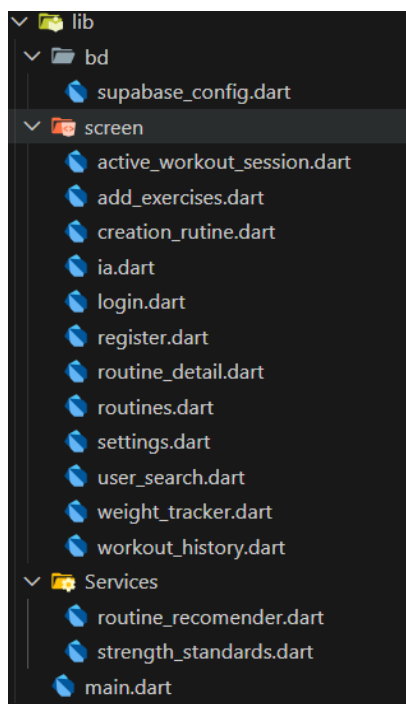 lib
bd
supabase_config.dart
screen
active_workout_session.dart
add_exercises.dart
creation_rutine.dart
ia.dart
login.dart
register.dart
routine_detail.dart
routines.dart
settings.dart
user_search.dart
weight_tracker.dart
workout_history.dart
Services
routine_recomender.dart
strength_standards.dart
main.dart